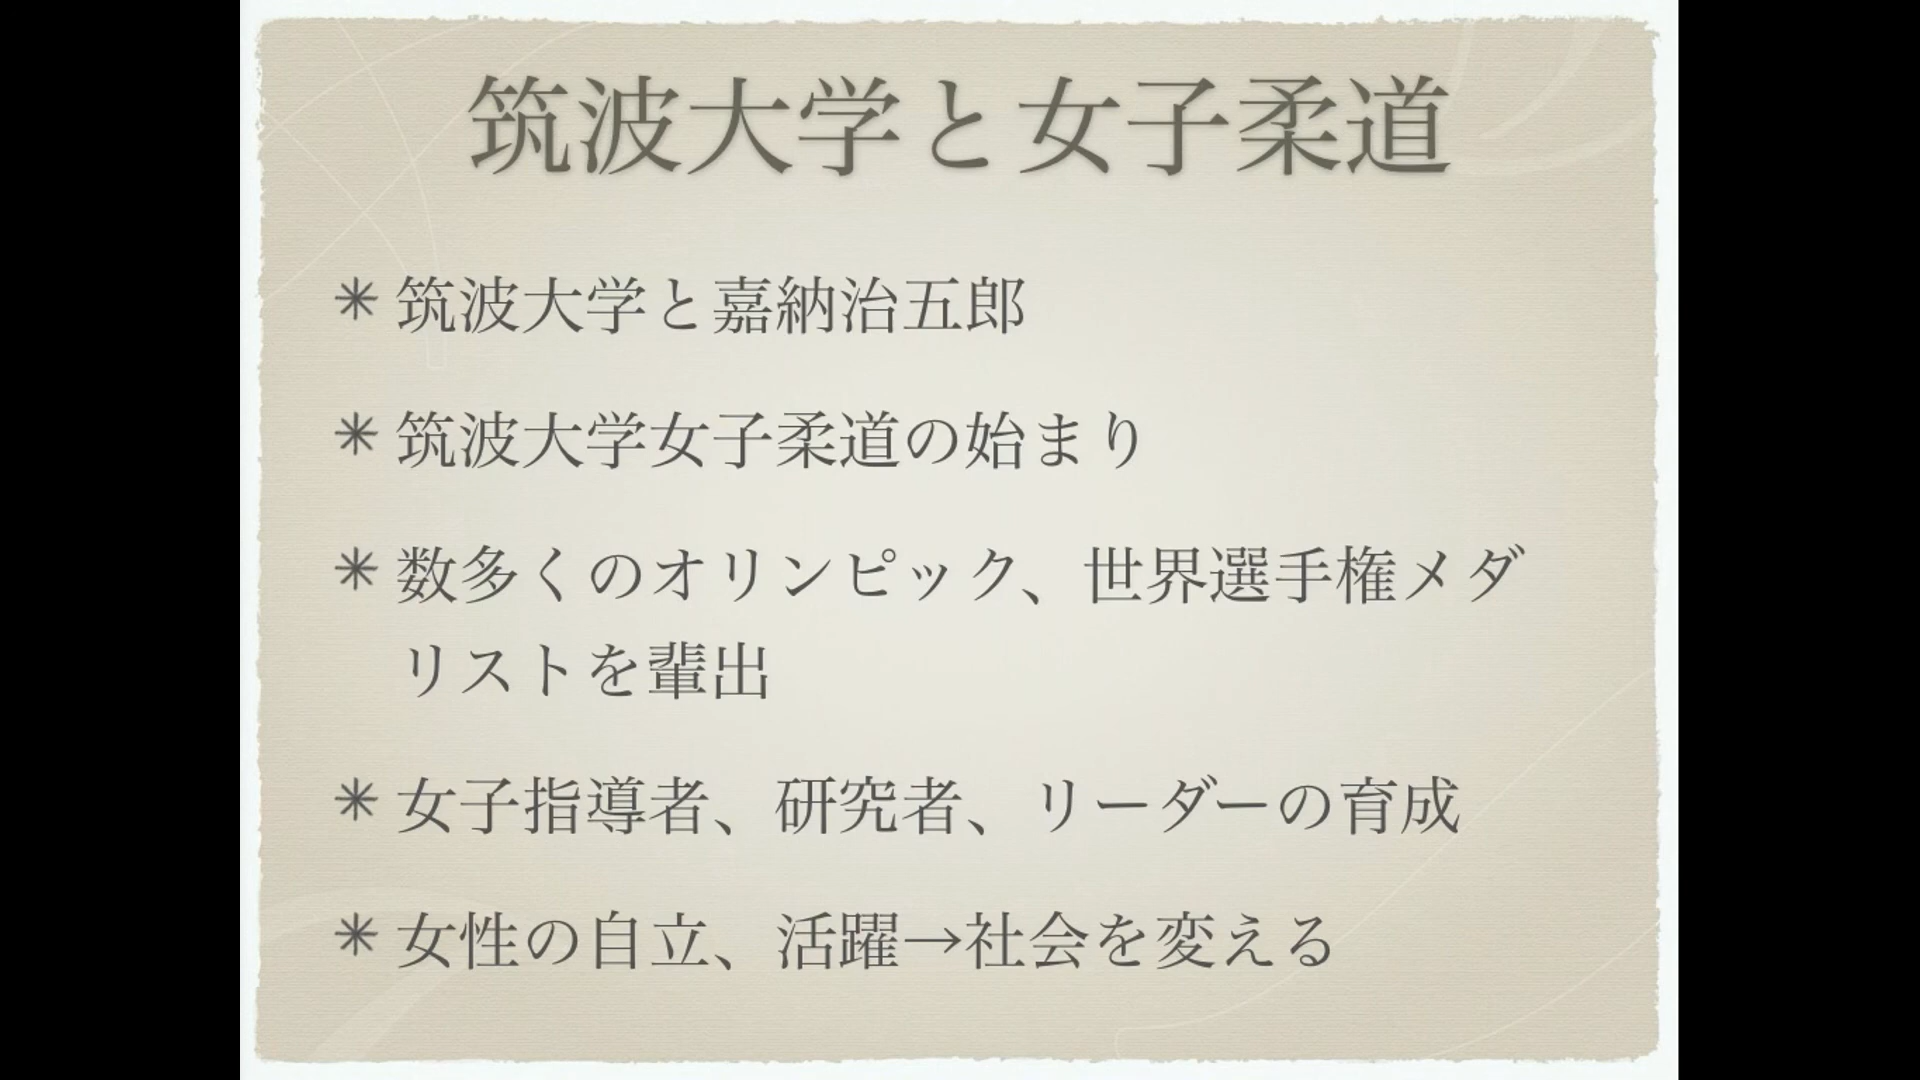 筑波大学と女子柔道
✴ 筑波大学と嘉納治五郎
✴ 筑波大学女子柔道の始まり
✴ 数多くのオリンピック、世界選手権メダ
リストを輩出
✴ 女子指導者、研究者、リーダーの育成
✴ 女性の自立、活躍→社会を変える